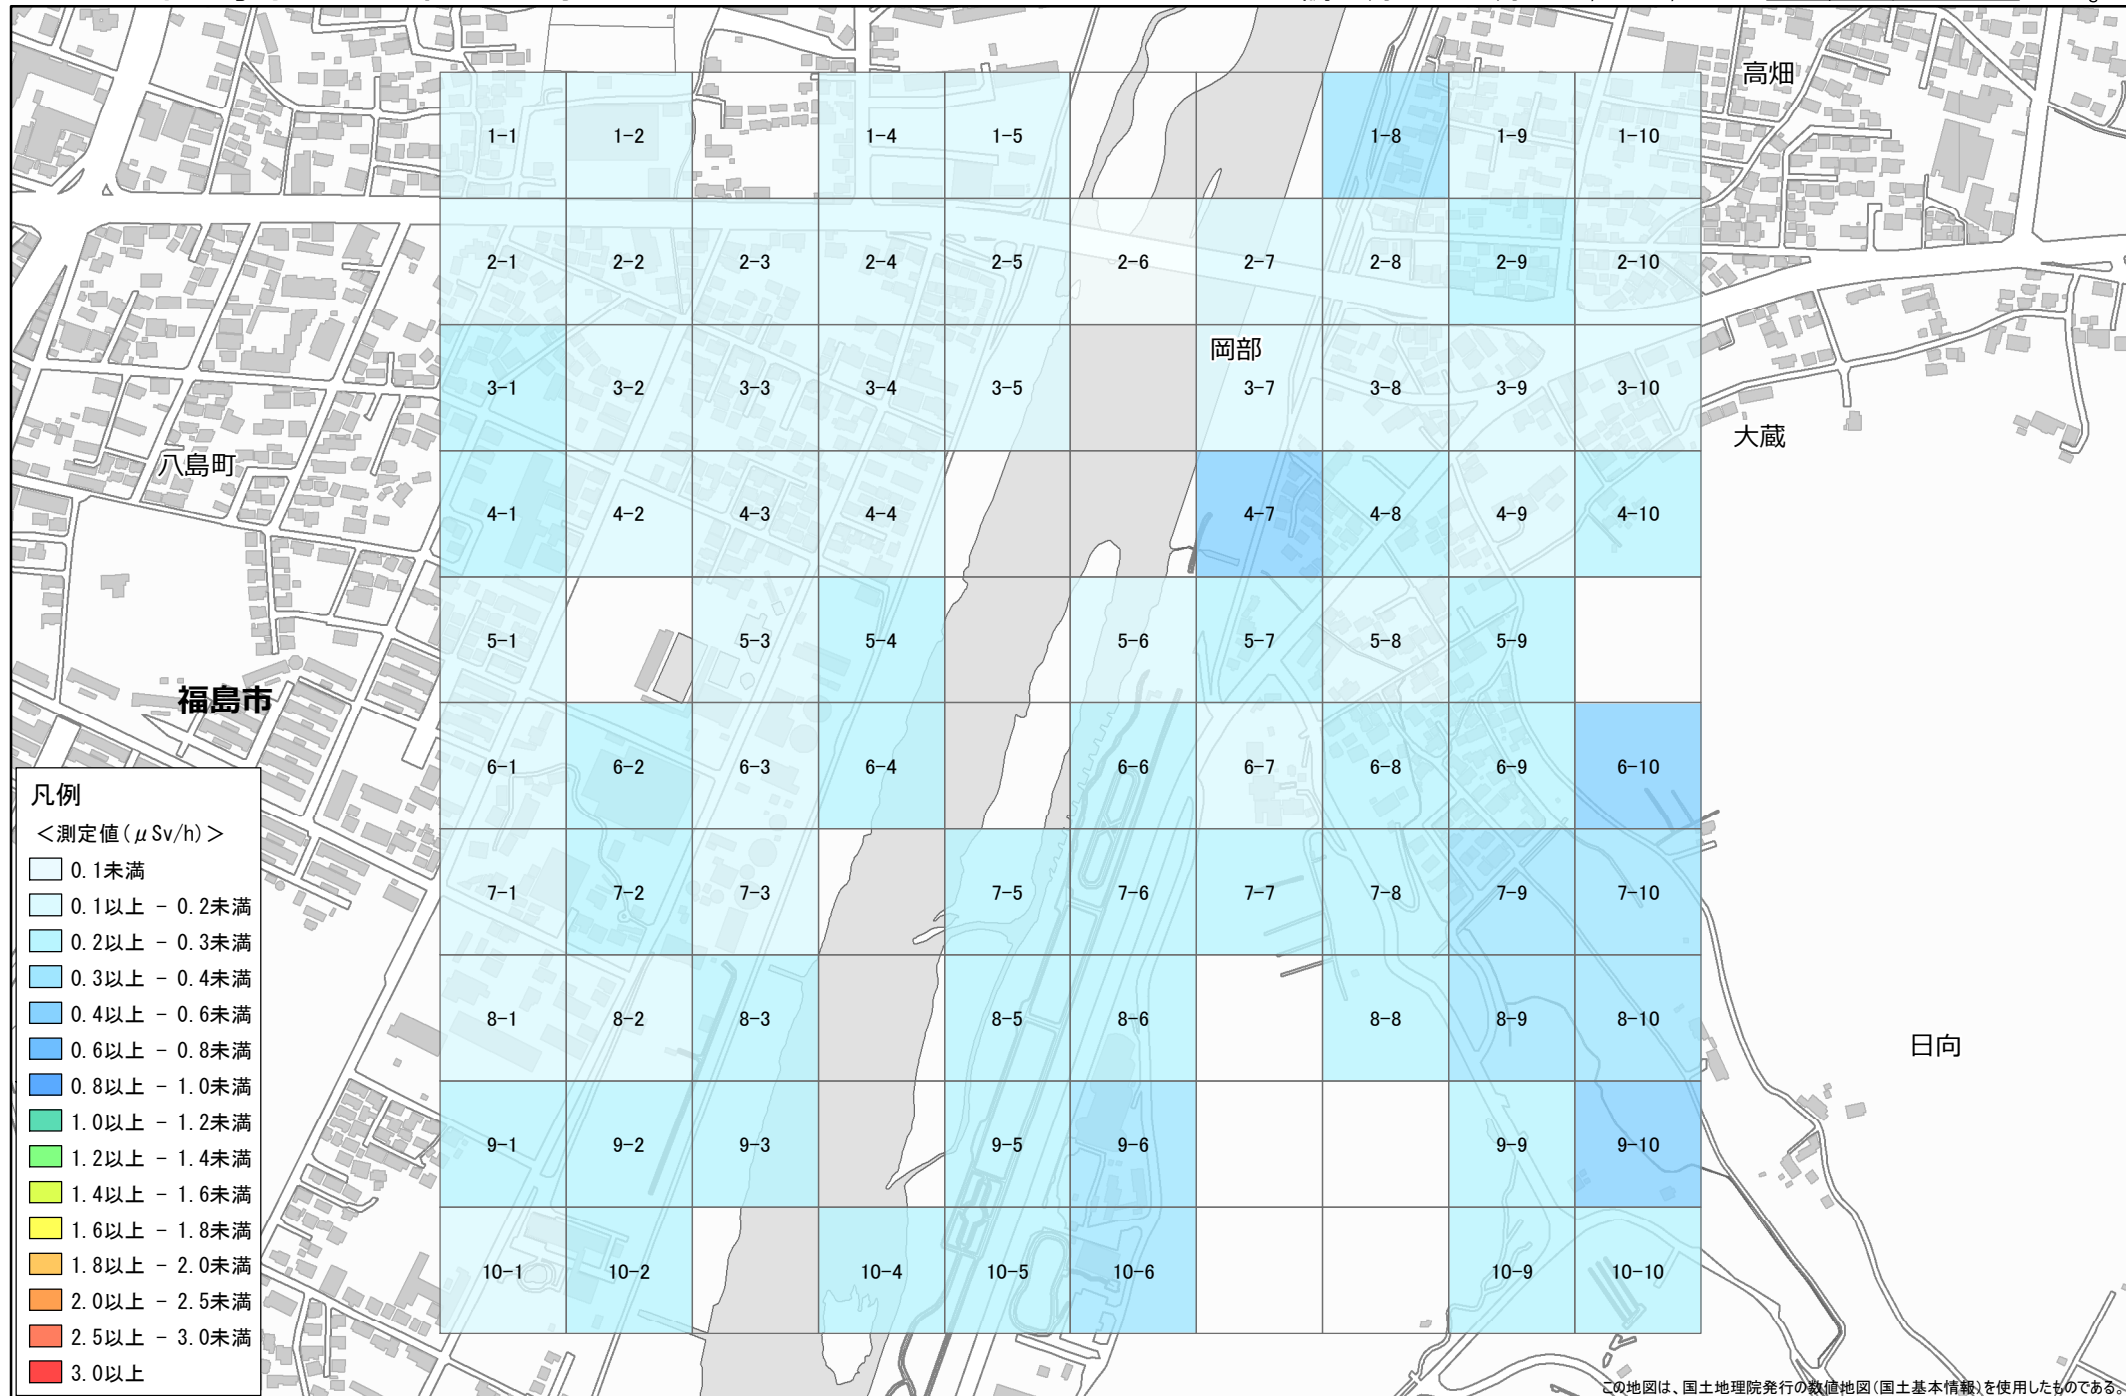 高畑
1-1 1-2 1-4 1-5 1-8 1-9 1-10
2-1 2-2 2-3 2-4 2-5 2-6 2-7 2-8 2-9 2-10
岡部
3-1 3-2 3-3 3-4 3-5 3-7 3-8 3-9 3-10
大蔵
八島町
4-1 4-2 4-3 4-4 4-7 4-8 4-9 4-10
5-1 5-3 5-4 5-6 5-7 5-8 5-9
福島市
6-1 6-2 6-3 6-4 6-6 6-7 6-8 6-9 6-10
7-1 7-2 7-3 7-5 7-6 7-7 7-8 7-9 7-10
8-1 8-2 8-3 8-5 8-6 8-8 8-9 8-10
日向
9-1 9-2 9-3 9-5 9-6 9-9 9-10
10-1 10-2 10-4 10-5 10-6 10-9 10-10
凡例
＜測定値(μSv/h)＞
0.1未満
0.1以上 － 0.2未満
0.2以上 － 0.3未満
0.3以上 － 0.4未満
0.4以上 － 0.6未満
0.6以上 － 0.8未満
0.8以上 － 1.0未満
1.0以上 － 1.2未満
1.2以上 － 1.4未満
1.4以上 － 1.6未満
1.6以上 － 1.8未満
1.8以上 － 2.0未満
2.0以上 － 2.5未満
2.5以上 － 3.0未満
3.0以上
この地図は、国土地理院発行の数値地図(国土基本情報)を使用したものである。